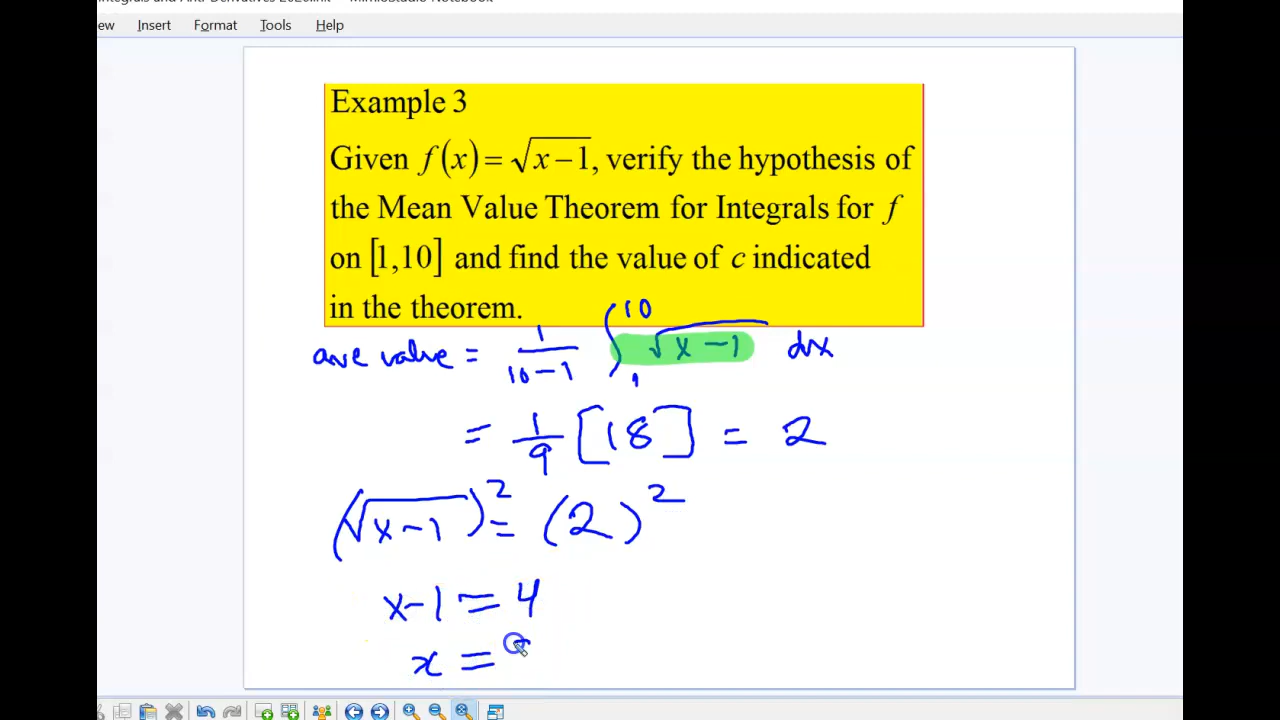 ew Insert Format Tools Help
Example 3
Given f(x) = √x−1, verify the hypothesis of
the Mean Value Theorem for Integrals for f
on [1,10] and find the value of c indicated
in the theorem.
ave value = 1/(10−1) ∫₁¹⁰ √x−1 dx
= 1/9 [18] = 2
(√x−1)² = (2)²
x−1 = 4
x =